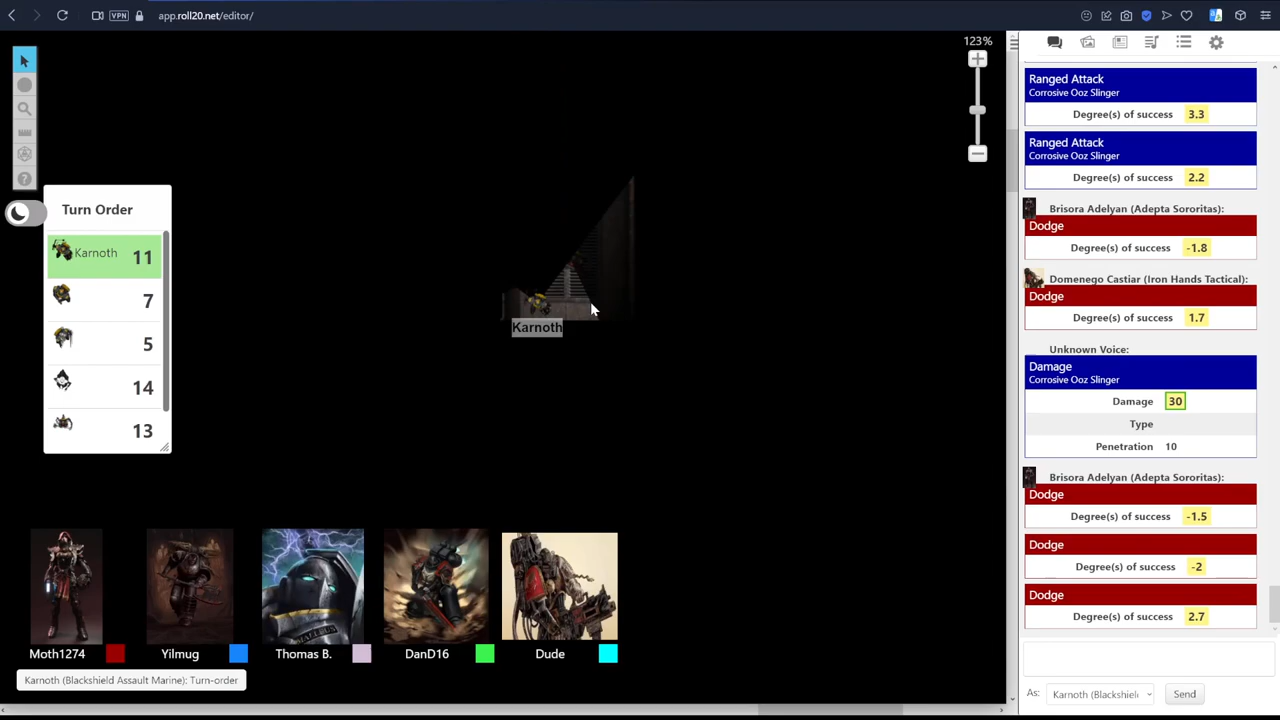 VPN
app.roll20.net/editor/
123%
Turn Order
Karnoth
11
7
5
14
13
Karnoth
Moth1274
Yilmug
Thomas B.
DanD16
Dude
Karnoth (Blackshield Assault Marine): Turn-order
Ranged Attack
Corrosive Ooz Slinger
Degree(s) of success 3.3
Ranged Attack
Corrosive Ooz Slinger
Degree(s) of success 2.2
Brisora Adelyan (Adepta Sororitas):
Dodge
Degree(s) of success -1.8
Domenego Castiar (Iron Hands Tactical):
Dodge
Degree(s) of success 1.7
Unknown Voice:
Damage
Corrosive Ooz Slinger
Damage 30
Type
Penetration 10
Brisora Adelyan (Adepta Sororitas):
Dodge
Degree(s) of success -1.5
Dodge
Degree(s) of success -2
Dodge
Degree(s) of success 2.7
As: Karnoth (Blackshiel Send